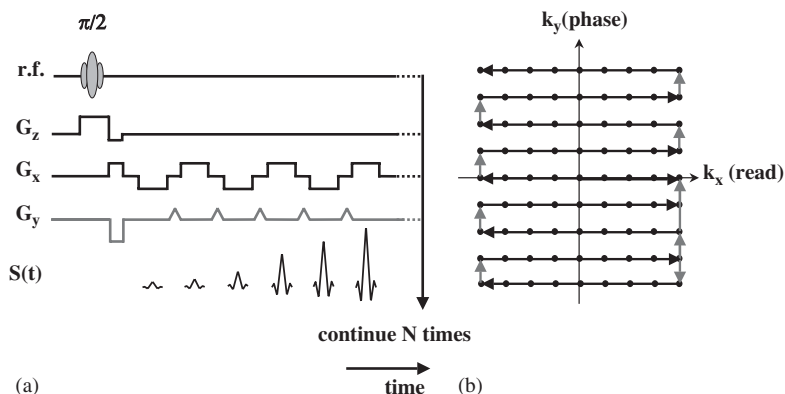 π/2
r.f.
G_z
G_x
G_y
S(t)
continue N times
time
(a)
k_y(phase)
k_x (read)
(b)